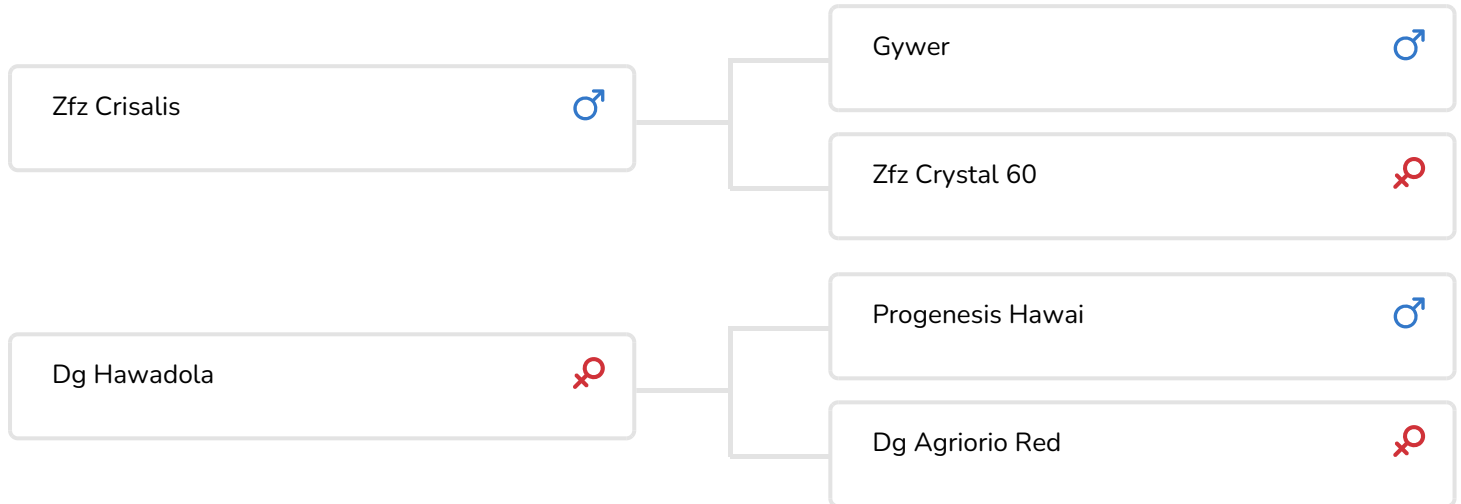 Zfz Crisalis
Gywer
Zfz Crystal 60
Dg Hawadola
Progenesis Hawai
Dg Agriorio Red